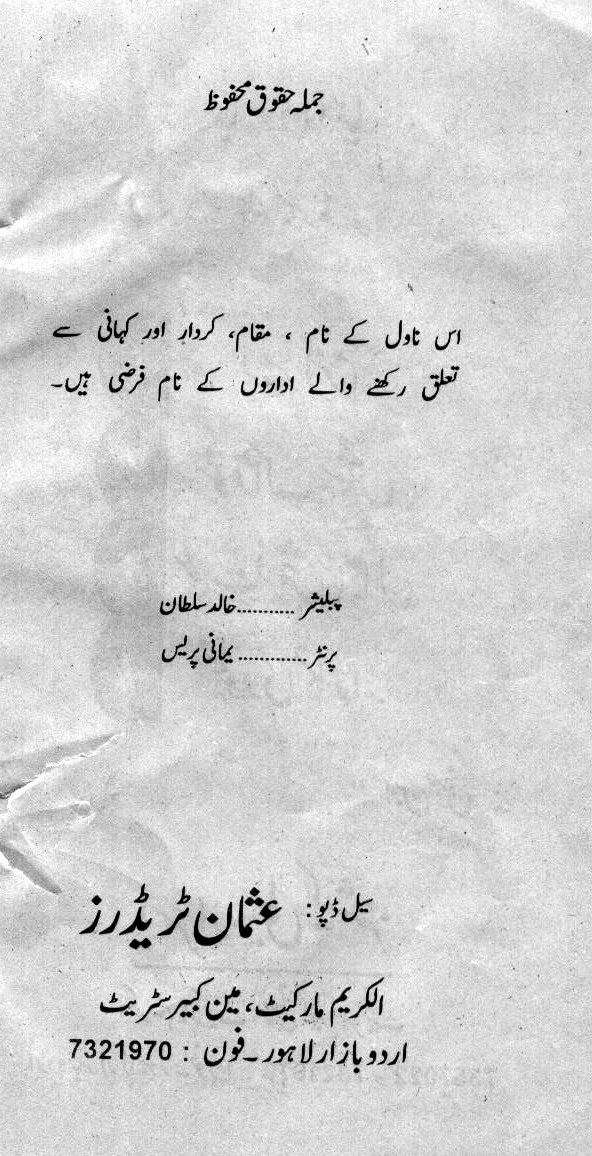 جملہ حقوق محفوظ
اس ناول کے نام ، مقام، کردار اور کہانی سے
تعلق رکھنے والے اداروں کے نام فرضی ہیں۔
پبلیشر ...........خالد سلطان
پرنٹر ............. یمانی پریس
سیل ڈپو: عثمان ٹریڈرز
الکریم مارکیٹ، مین کبیر سٹریٹ
اردو بازار لاہور۔فون : 7321970